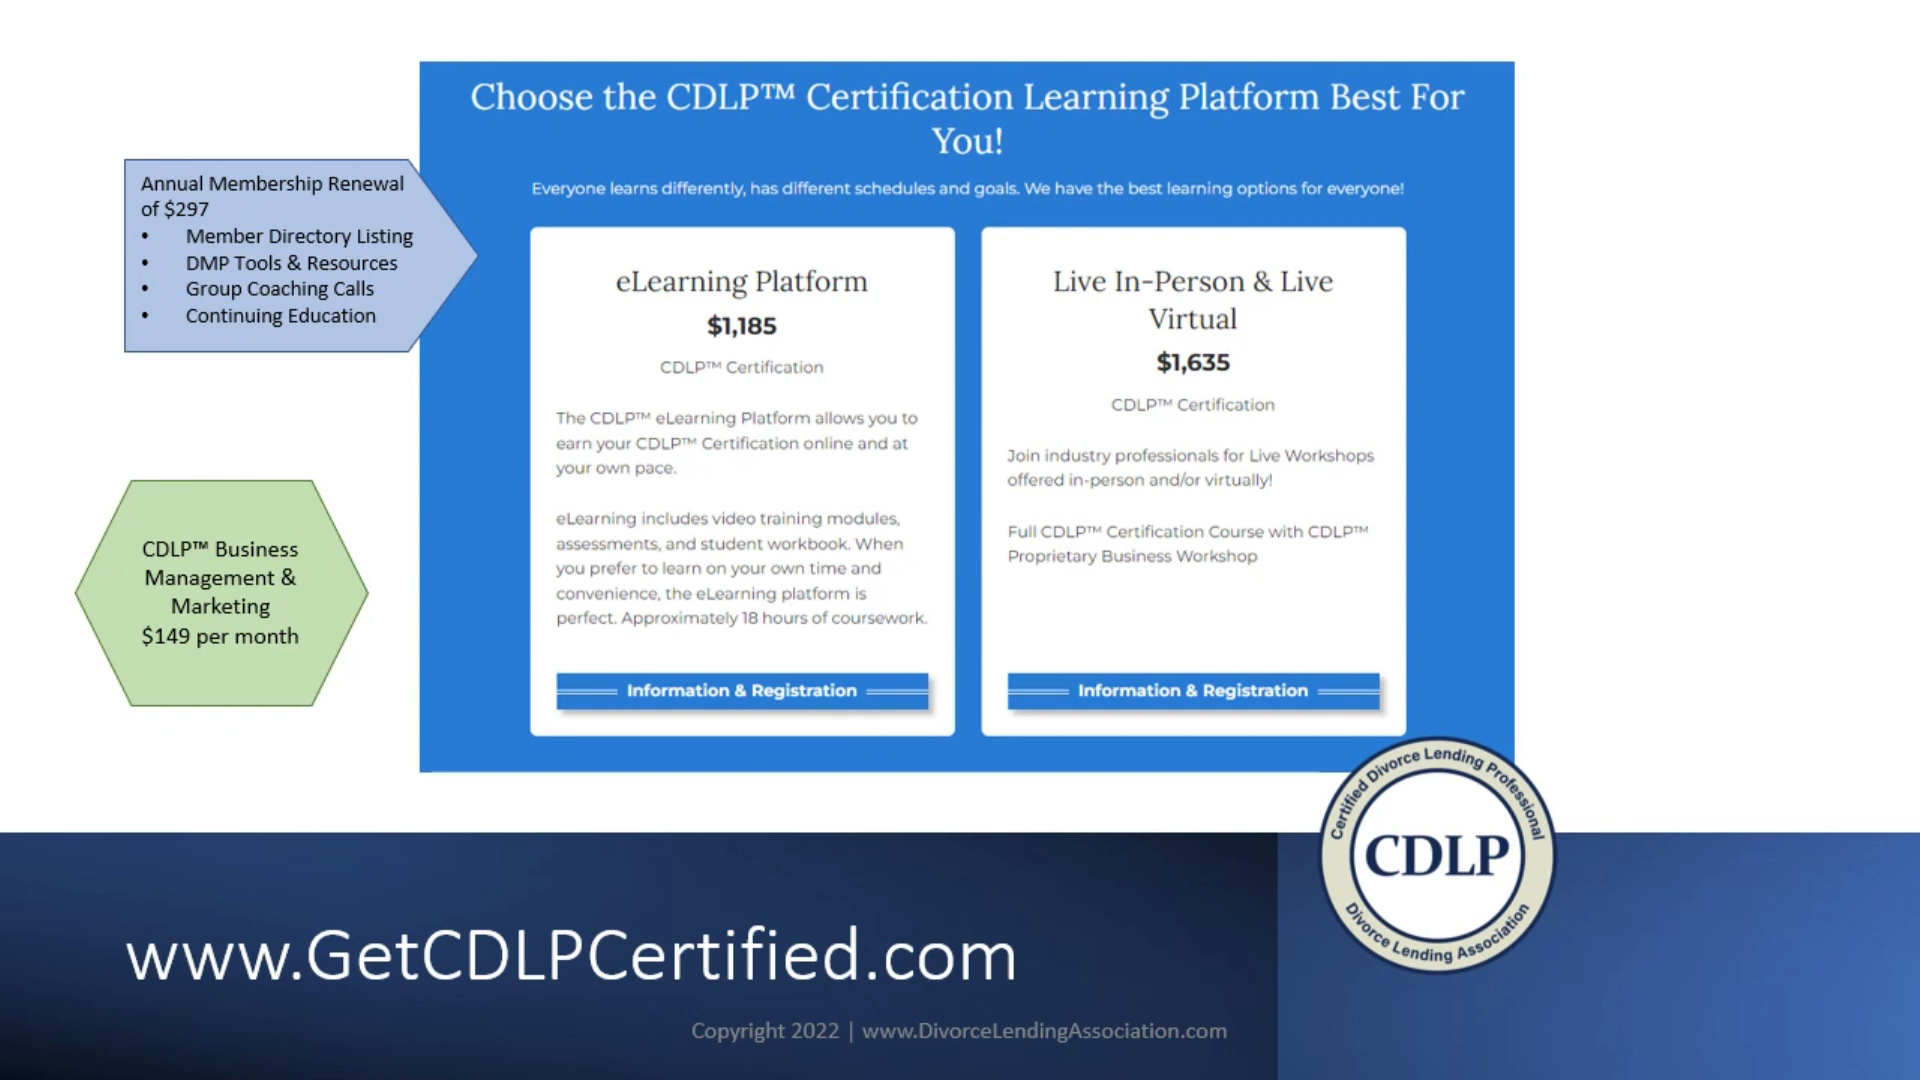 Choose the CDLP™ Certification Learning Platform Best For
You!
Everyone learns differently, has different schedules and goals. We have the best learning options for everyone!
Annual Membership Renewal
of $297
• Member Directory Listing
• DMP Tools & Resources
• Group Coaching Calls
• Continuing Education
CDLP™ Business
Management &
Marketing
$149 per month
eLearning Platform
$1,185
CDLP™ Certification
The CDLP™ eLearning Platform allows you to
earn your CDLP™ Certification online and at
your own pace.
eLearning includes video training modules,
assessments, and student workbook. When
you prefer to learn on your own time and
convenience, the eLearning platform is
perfect. Approximately 18 hours of coursework.
Information & Registration
Live In-Person & Live
Virtual
$1,635
CDLP™ Certification
Join industry professionals for Live Workshops
offered in-person and/or virtually!
Full CDLP™ Certification Course with CDLP™
Proprietary Business Workshop
Information & Registration
Certified Divorce Lending Professional
CDLP
Divorce Lending Association
www.GetCDLPCertified.com
Copyright 2022 | www.DivorceLendingAssociation.com